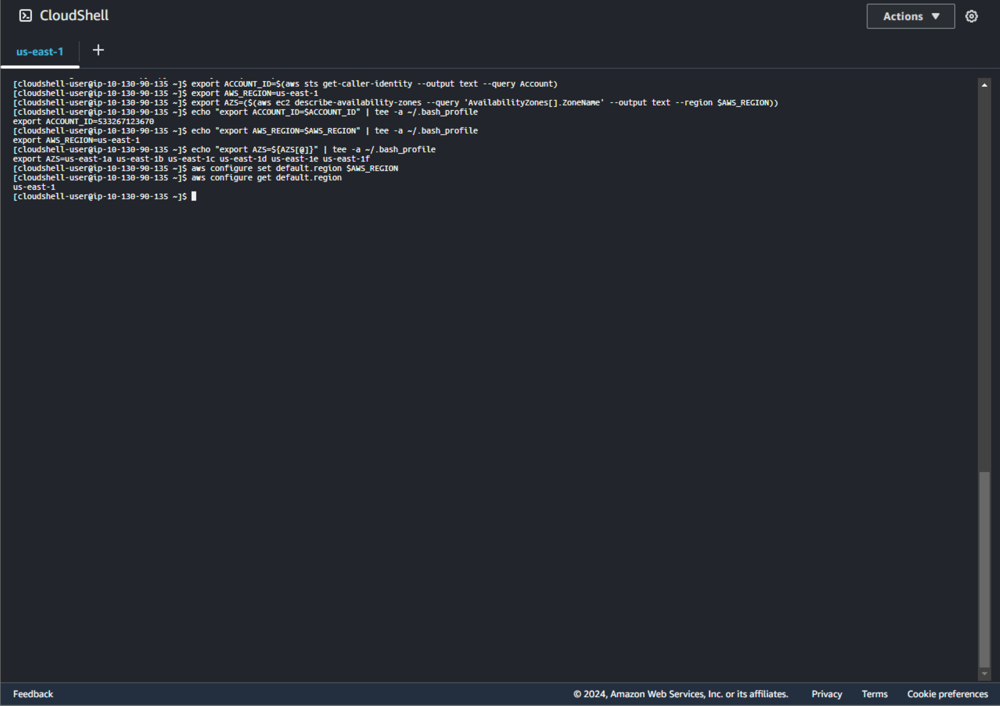 CloudShell
Actions
us-east-1
[cloudshell-user@ip-10-130-90-135 ~]$ export ACCOUNT_ID=$(aws sts get-caller-identity --output text --query Account)
[cloudshell-user@ip-10-130-90-135 ~]$ export AWS_REGION=us-east-1
[cloudshell-user@ip-10-130-90-135 ~]$ export AZS=($(aws ec2 describe-availability-zones --query 'AvailabilityZones[].ZoneName' --output text --region $AWS_REGION))
[cloudshell-user@ip-10-130-90-135 ~]$ echo "export ACCOUNT_ID=$ACCOUNT_ID" | tee -a ~/.bash_profile
export ACCOUNT_ID=533267123670
[cloudshell-user@ip-10-130-90-135 ~]$ echo "export AWS_REGION=$AWS_REGION" | tee -a ~/.bash_profile
export AWS_REGION=us-east-1
[cloudshell-user@ip-10-130-90-135 ~]$ echo "export AZS=${AZS[@]}" | tee -a ~/.bash_profile
export AZS=us-east-1a us-east-1b us-east-1c us-east-1d us-east-1e us-east-1f
[cloudshell-user@ip-10-130-90-135 ~]$ aws configure set default.region $AWS_REGION
[cloudshell-user@ip-10-130-90-135 ~]$ aws configure get default.region
us-east-1
[cloudshell-user@ip-10-130-90-135 ~]$
Feedback
© 2024, Amazon Web Services, Inc. or its affiliates.
Privacy
Terms
Cookie preferences